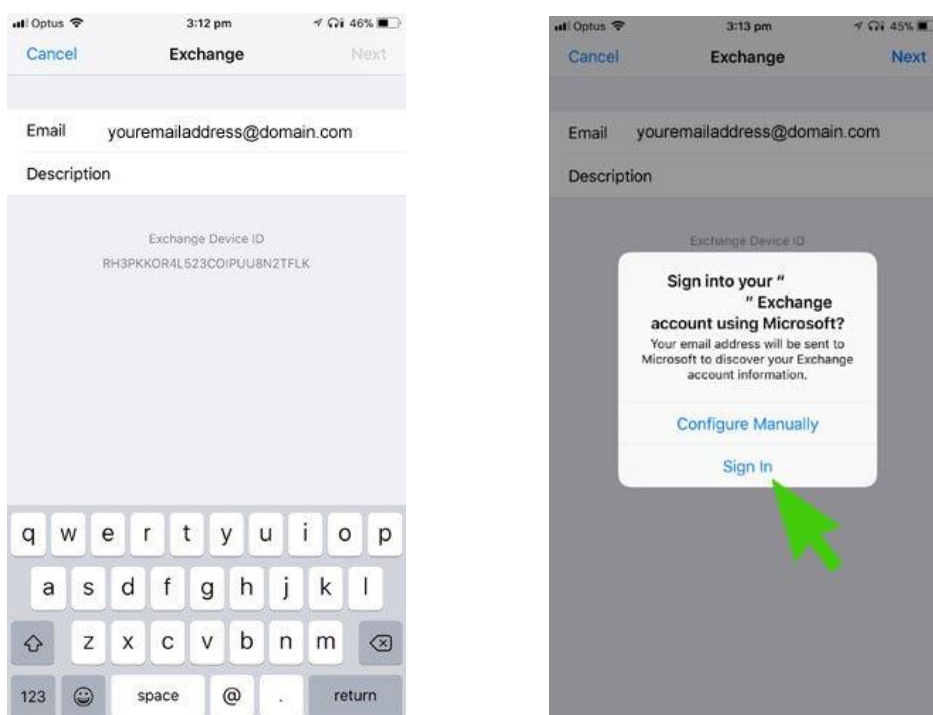 Optus 3:12 pm 46%
Cancel Exchange Next
Email youremailaddress@domain.com
Description
Exchange Device ID
RH3PKKOR4L523COIPUU8N2TFLK
q w e r t y u i o p
a s d f g h j k l
z x c v b n m
123 space @ . return
Optus 3:13 pm 45%
Cancel Exchange Next
Email youremailaddress@domain.com
Description
Exchange Device ID
Sign into your "
" Exchange
account using Microsoft?
Your email address will be sent to
Microsoft to discover your Exchange
account information.
Configure Manually
Sign In